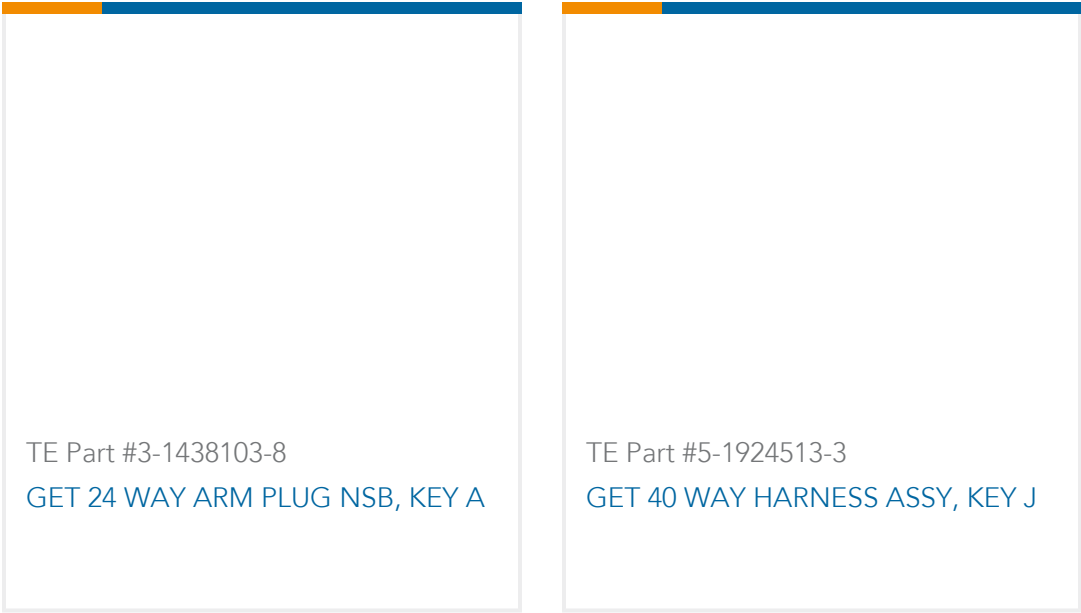 TE Part #3-1438103-8
GET 24 WAY ARM PLUG NSB, KEY A
TE Part #5-1924513-3
GET 40 WAY HARNESS ASSY, KEY J